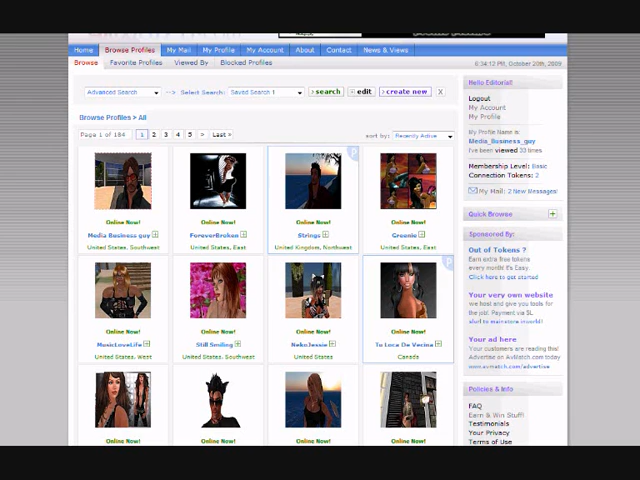 Home Browse Profiles My Mail My Profile My Account About Contact News & Views
Browse Favorite Profiles Viewed By Blocked Profiles 6:34:12 PM, October 20th, 2009
Advanced Search --> Select Search: Saved Search 1 search edit create new X
Browse Profiles > All
Page 1 of 184 1 2 3 4 5 > Last » sort by: Recently Active
Online Now! Online Now! Online Now! Online Now!
Media Business guy ForeverBroken Strings Greenie
United States, Southwest United States, East United Kingdom, Northwest United States, East
Online Now! Online Now! Online Now! Online Now!
MusicLoveLife Still Smiling NekoJessie Tu Loca De Vecina
United States, West United States, Southwest United States Canada
Online Now! Online Now! Online Now! Online Now!
Hello Editorial!
Logout
My Account
My Profile
My Profile Name is:
Media_Business_guy
I've been viewed 33 times
Membership Level: Basic
Connection Tokens: 2
My Mail: 2 New Messages!
Quick Browse
Sponsored By:
Out of Tokens ?
Earn extra free tokens
every month! It's Easy.
Click here to get started
Your very own website
we host and give you tools for
the job. Payment via $L
Your ad here
Your customers are reading this!
Advertise on AvMatch.com today
www.avmatch.com/advertise
Policies & Info
FAQ
Earn & Win Stuff!
Testimonials
Your Privacy
Terms of Use